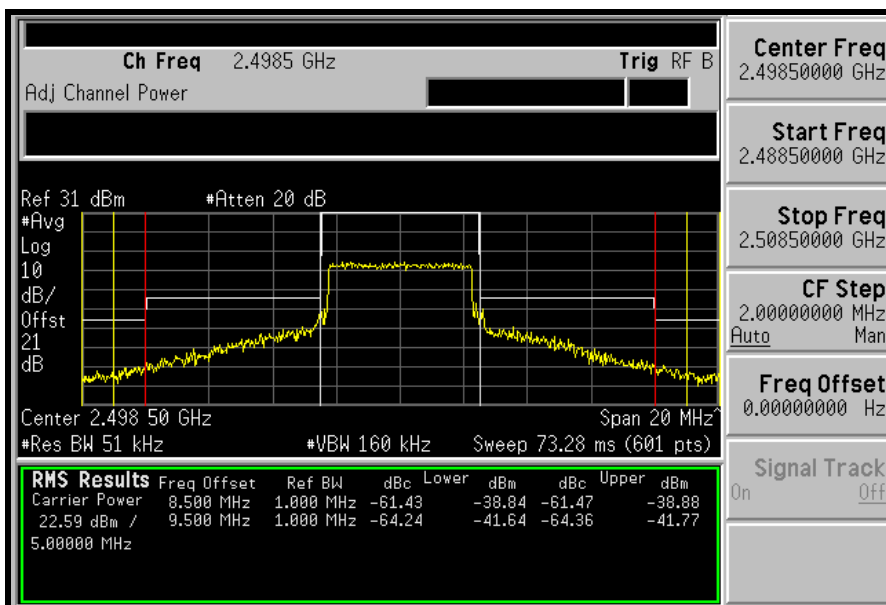 Ch Freq 2.4985 GHz Trig RF B
Adj Channel Power
Ref 31 dBm #Atten 20 dB
#Avg
Log
10
dB/
Offst
21
dB
Center 2.498 50 GHz Span 20 MHz^
#Res BW 51 kHz #VBW 160 kHz Sweep 73.28 ms (601 pts)
RMS Results Freq Offset Ref BW dBc Lower dBm dBc Upper dBm
Carrier Power 8.500 MHz 1.000 MHz -61.43 -38.84 -61.47 -38.88
22.59 dBm / 9.500 MHz 1.000 MHz -64.24 -41.64 -64.36 -41.77
5.00000 MHz
Center Freq
2.49850000 GHz
Start Freq
2.48850000 GHz
Stop Freq
2.50850000 GHz
CF Step
2.00000000 MHz
Auto Man
Freq Offset
0.00000000 Hz
Signal Track
On Off